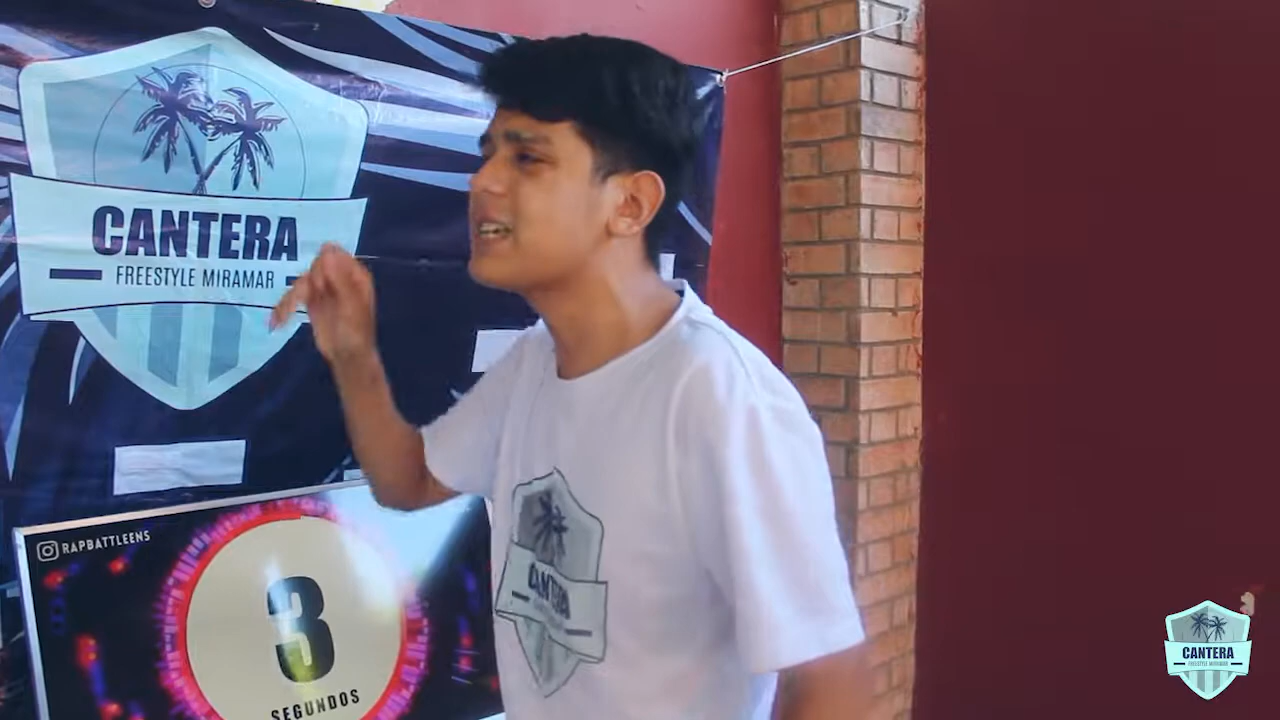 CANTERA
FREESTYLE MIRAMAR
RAPBATTLEENS
3
SEGUNDOS
CANTERA
CANTERA
FREESTYLE MIRAMAR